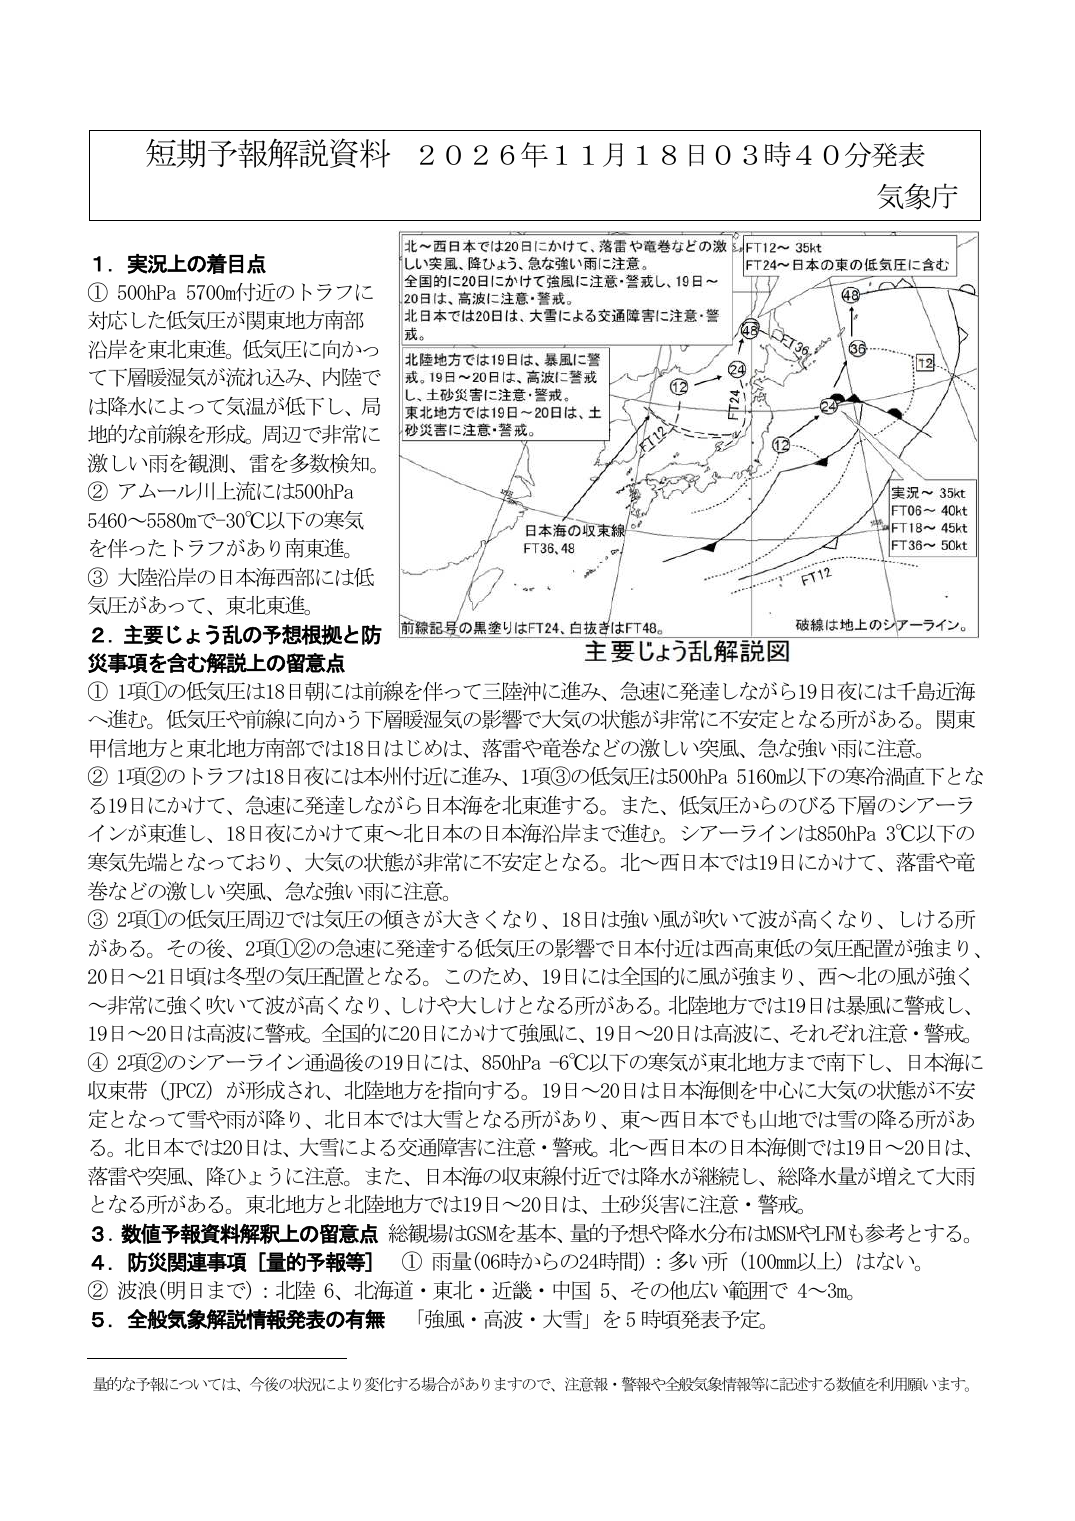 短期予報解説資料　２０２６年１１月１８日０３時４０分発表
気象庁
１．実況上の着目点
① 500hPa 5700m付近のトラフに
対応した低気圧が関東地方南部
沿岸を東北東進。低気圧に向かっ
て下層暖湿気が流れ込み、内陸で
は降水によって気温が低下し、局
地的な前線を形成。周辺で非常に
激しい雨を観測、雷を多数検知。
② アムール川上流には500hPa
5460～5580mで-30℃以下の寒気
を伴ったトラフがあり南東進。
③ 大陸沿岸の日本海西部には低
気圧があって、東北東進。
北～西日本では20日にかけて、落雷や竜巻などの激
しい突風、降ひょう、急な強い雨に注意。
全国的に20日にかけて強風に注意・警戒し、19日～
20日は、高波に注意・警戒。
北日本では20日は、大雪による交通障害に注意・警
戒。
FT12～ 35kt
FT24～日本の東の低気圧に含む
北陸地方では19日は、暴風に警
戒。19日～20日は、高波に警戒
し、土砂災害に注意・警戒。
東北地方では19日～20日は、土
砂災害に注意・警戒。
48
48
FT36
36
12
24
12
FT24
24
FT12
12
実況～ 35kt
FT06～ 40kt
FT18～ 45kt
FT36～ 50kt
日本海の収束線
FT36、48
FT12
前線記号の黒塗りはFT24、白抜きはFT48。
破線は地上のシアーライン。
主要じょう乱解説図
２．主要じょう乱の予想根拠と防
災事項を含む解説上の留意点
① 1項①の低気圧は18日朝には前線を伴って三陸沖に進み、急速に発達しながら19日夜には千島近海
へ進む。低気圧や前線に向かう下層暖湿気の影響で大気の状態が非常に不安定となる所がある。関東
甲信地方と東北地方南部では18日はじめは、落雷や竜巻などの激しい突風、急な強い雨に注意。
② 1項②のトラフは18日夜には本州付近に進み、1項③の低気圧は500hPa 5160m以下の寒冷渦直下とな
る19日にかけて、急速に発達しながら日本海を北東進する。また、低気圧からのびる下層のシアーラ
インが東進し、18日夜にかけて東～北日本の日本海沿岸まで進む。シアーラインは850hPa 3℃以下の
寒気先端となっており、大気の状態が非常に不安定となる。北～西日本では19日にかけて、落雷や竜
巻などの激しい突風、急な強い雨に注意。
③ 2項①の低気圧周辺では気圧の傾きが大きくなり、18日は強い風が吹いて波が高くなり、しける所
がある。その後、2項①②の急速に発達する低気圧の影響で日本付近は西高東低の気圧配置が強まり、
20日～21日頃は冬型の気圧配置となる。このため、19日には全国的に風が強まり、西～北の風が強く
～非常に強く吹いて波が高くなり、しけや大しけとなる所がある。北陸地方では19日は暴風に警戒し、
19日～20日は高波に警戒。全国的に20日にかけて強風に、19日～20日は高波に、それぞれ注意・警戒。
④ 2項②のシアーライン通過後の19日には、850hPa -6℃以下の寒気が東北地方まで南下し、日本海に
収束帯（JPCZ）が形成され、北陸地方を指向する。19日～20日は日本海側を中心に大気の状態が不安
定となって雪や雨が降り、北日本では大雪となる所があり、東～西日本でも山地では雪の降る所があ
る。北日本では20日は、大雪による交通障害に注意・警戒。北～西日本の日本海側では19日～20日は、
落雷や突風、降ひょうに注意。また、日本海の収束線付近では降水が継続し、総降水量が増えて大雨
となる所がある。東北地方と北陸地方では19日～20日は、土砂災害に注意・警戒。
３．数値予報資料解釈上の留意点 総観場はGSMを基本、量的予想や降水分布はMSMやLFMも参考とする。
４．防災関連事項［量的予報等］　① 雨量(06時からの24時間)：多い所（100mm以上）はない。
② 波浪(明日まで)：北陸 6、北海道・東北・近畿・中国 5、その他広い範囲で 4～3m。
５．全般気象解説情報発表の有無　「強風・高波・大雪」を５時頃発表予定。
量的な予報については、今後の状況により変化する場合がありますので、注意報・警報や全般気象情報等に記述する数値を利用願います。